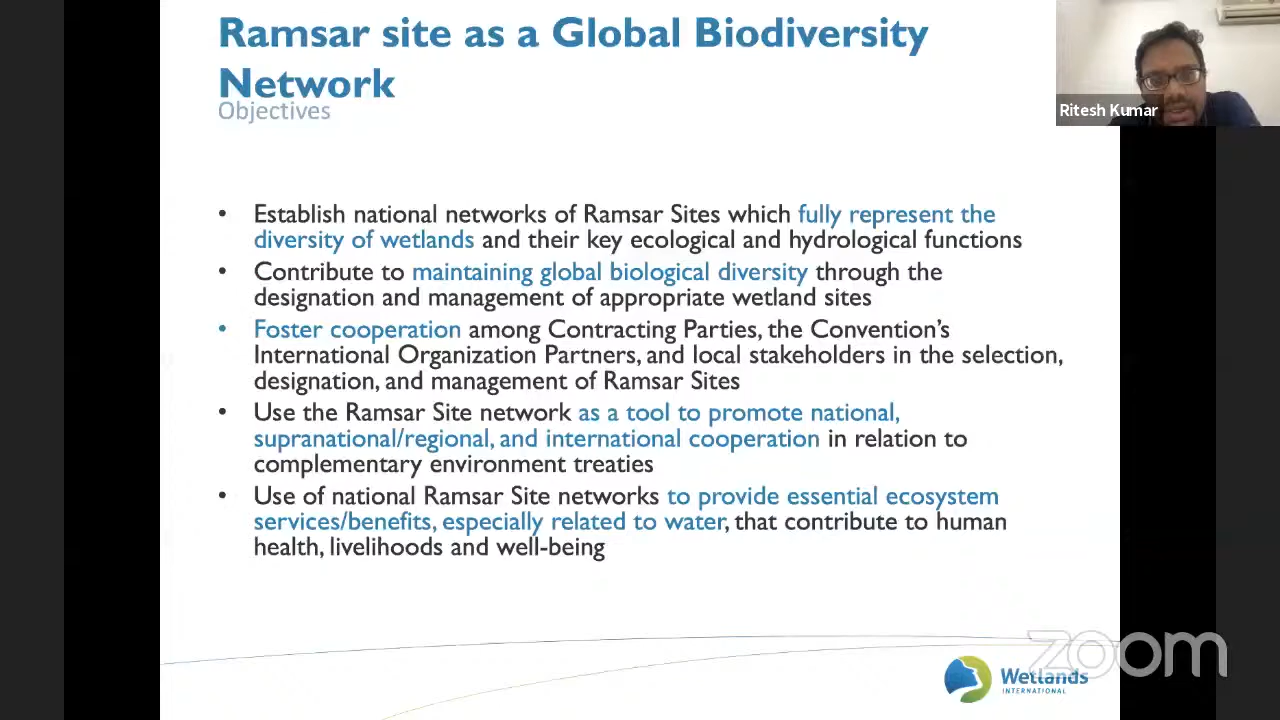 Ramsar site as a Global Biodiversity
Network
Objectives
Ritesh Kumar
• Establish national networks of Ramsar Sites which fully represent the
diversity of wetlands and their key ecological and hydrological functions
• Contribute to maintaining global biological diversity through the
designation and management of appropriate wetland sites
• Foster cooperation among Contracting Parties, the Convention’s
International Organization Partners, and local stakeholders in the selection,
designation, and management of Ramsar Sites
• Use the Ramsar Site network as a tool to promote national,
supranational/regional, and international cooperation in relation to
complementary environment treaties
• Use of national Ramsar Site networks to provide essential ecosystem
services/benefits, especially related to water, that contribute to human
health, livelihoods and well-being
zoom
Wetlands
INTERNATIONAL